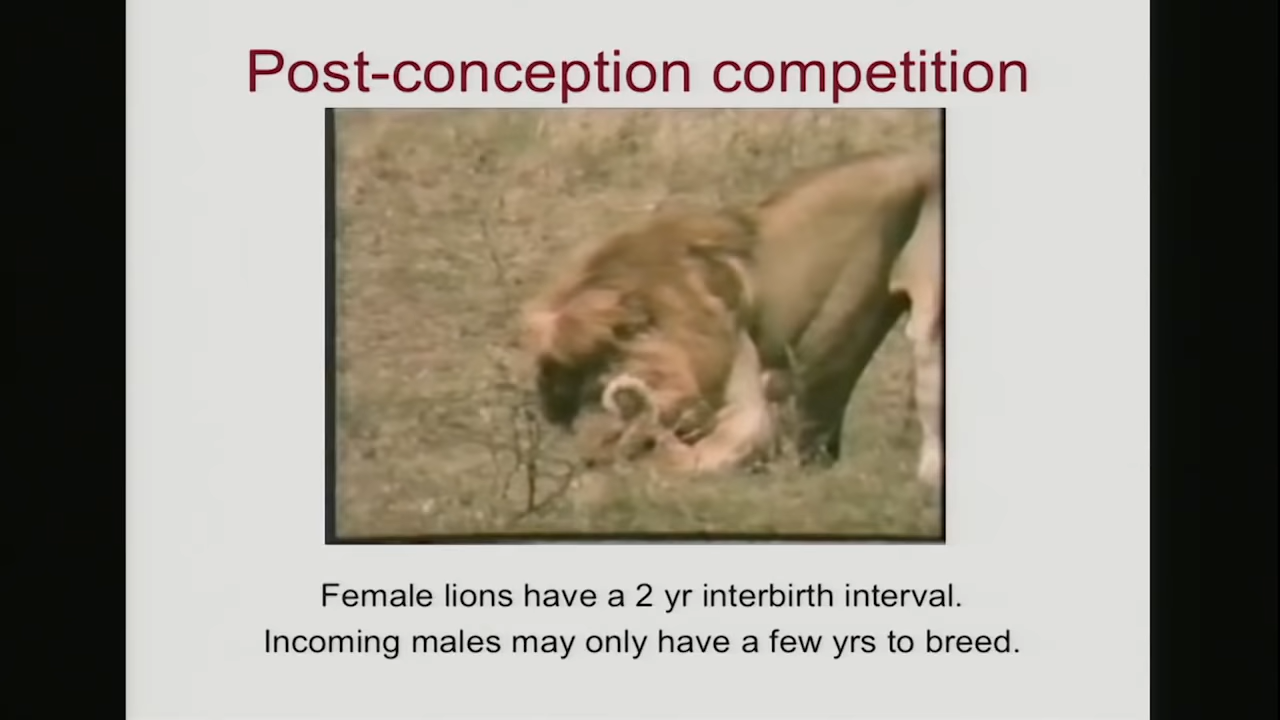 Post-conception competition
Female lions have a 2 yr interbirth interval.
Incoming males may only have a few yrs to breed.